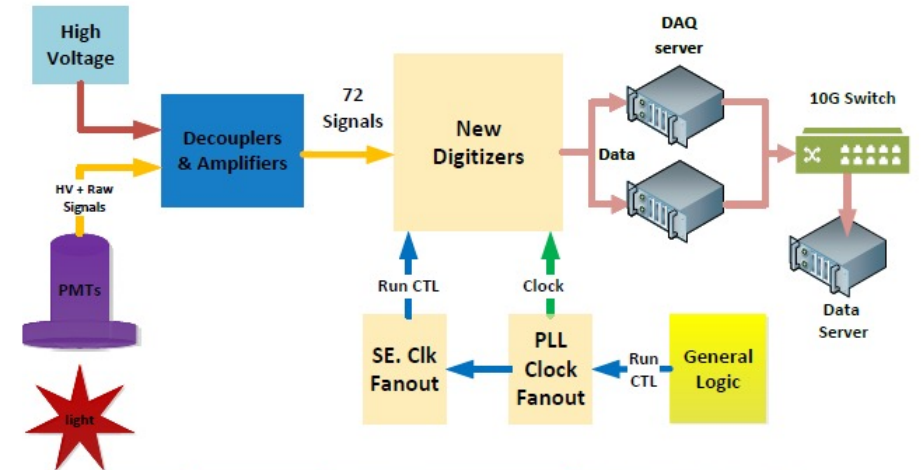 High
Voltage
Decouplers
& Amplifiers
72
Signals
New
Digitizers
DAQ
server
Data
10G Switch
Data
Server
HV + Raw
Signals
PMTs
light
Run CTL
Clock
SE. Clk
Fanout
PLL
Clock
Fanout
Run
CTL
General
Logic